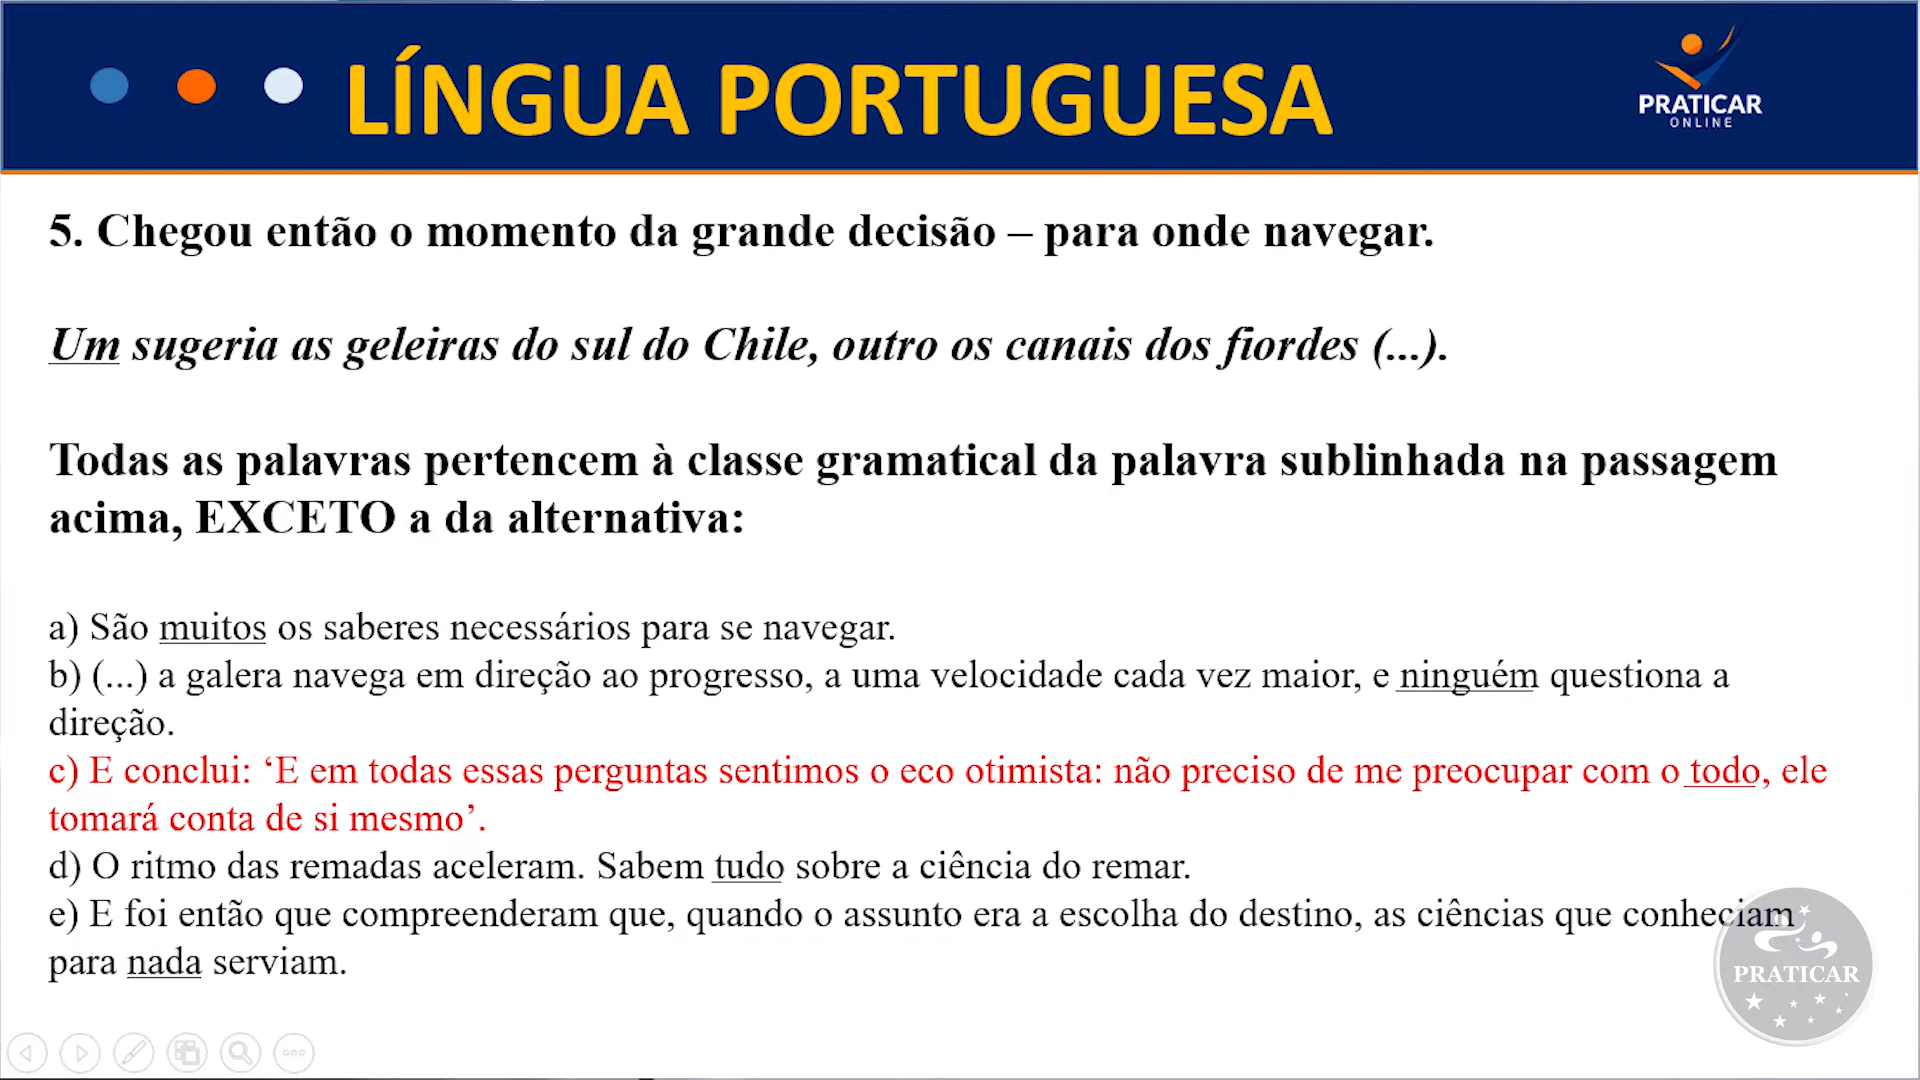 LÍNGUA PORTUGUESA
PRATICAR
ONLINE
5. Chegou então o momento da grande decisão – para onde navegar.
Um sugeria as geleiras do sul do Chile, outro os canais dos fiordes (...).
Todas as palavras pertencem à classe gramatical da palavra sublinhada na passagem
acima, EXCETO a da alternativa:
a) São muitos os saberes necessários para se navegar.
b) (...) a galera navega em direção ao progresso, a uma velocidade cada vez maior, e ninguém questiona a
direção.
c) E conclui: ‘E em todas essas perguntas sentimos o eco otimista: não preciso de me preocupar com o todo, ele
tomará conta de si mesmo’.
d) O ritmo das remadas aceleram. Sabem tudo sobre a ciência do remar.
e) E foi então que compreenderam que, quando o assunto era a escolha do destino, as ciências que conheciam
para nada serviam.
PRATICAR